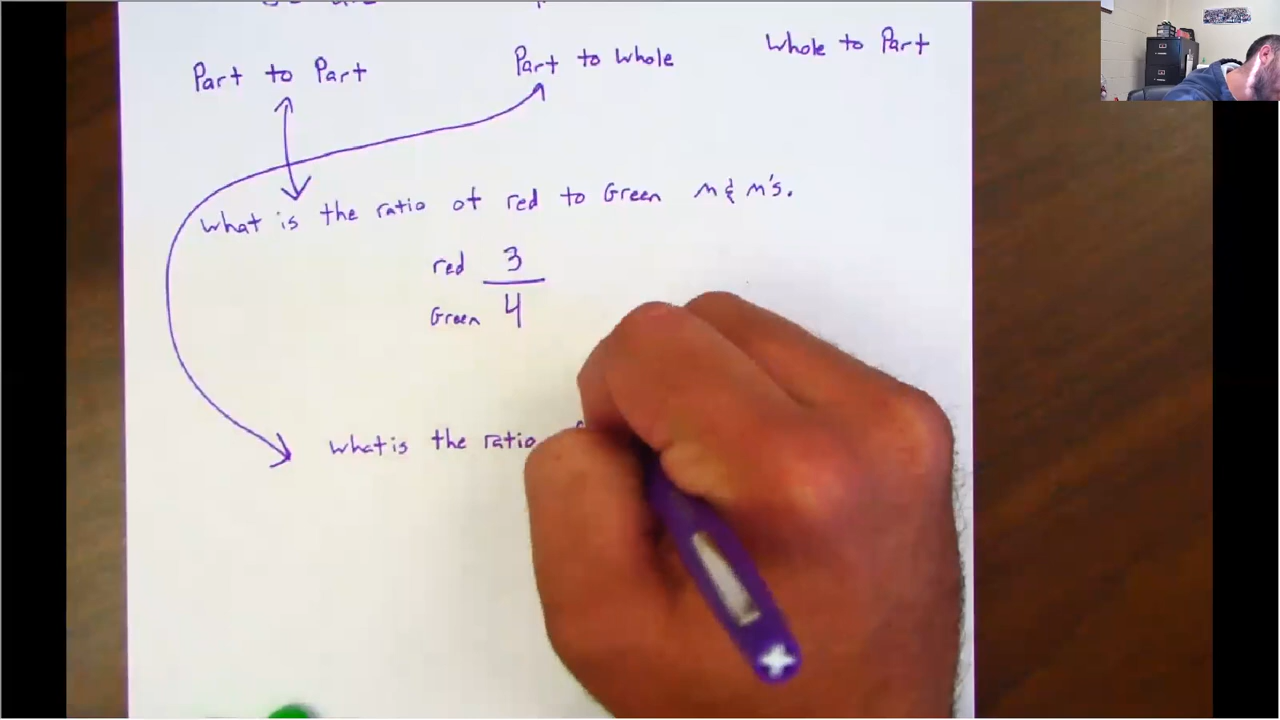 Part to Part
Part to Whole
Whole to Part
What is the ratio of red to Green M & M's.
red 3
Green 4
What is the ratio